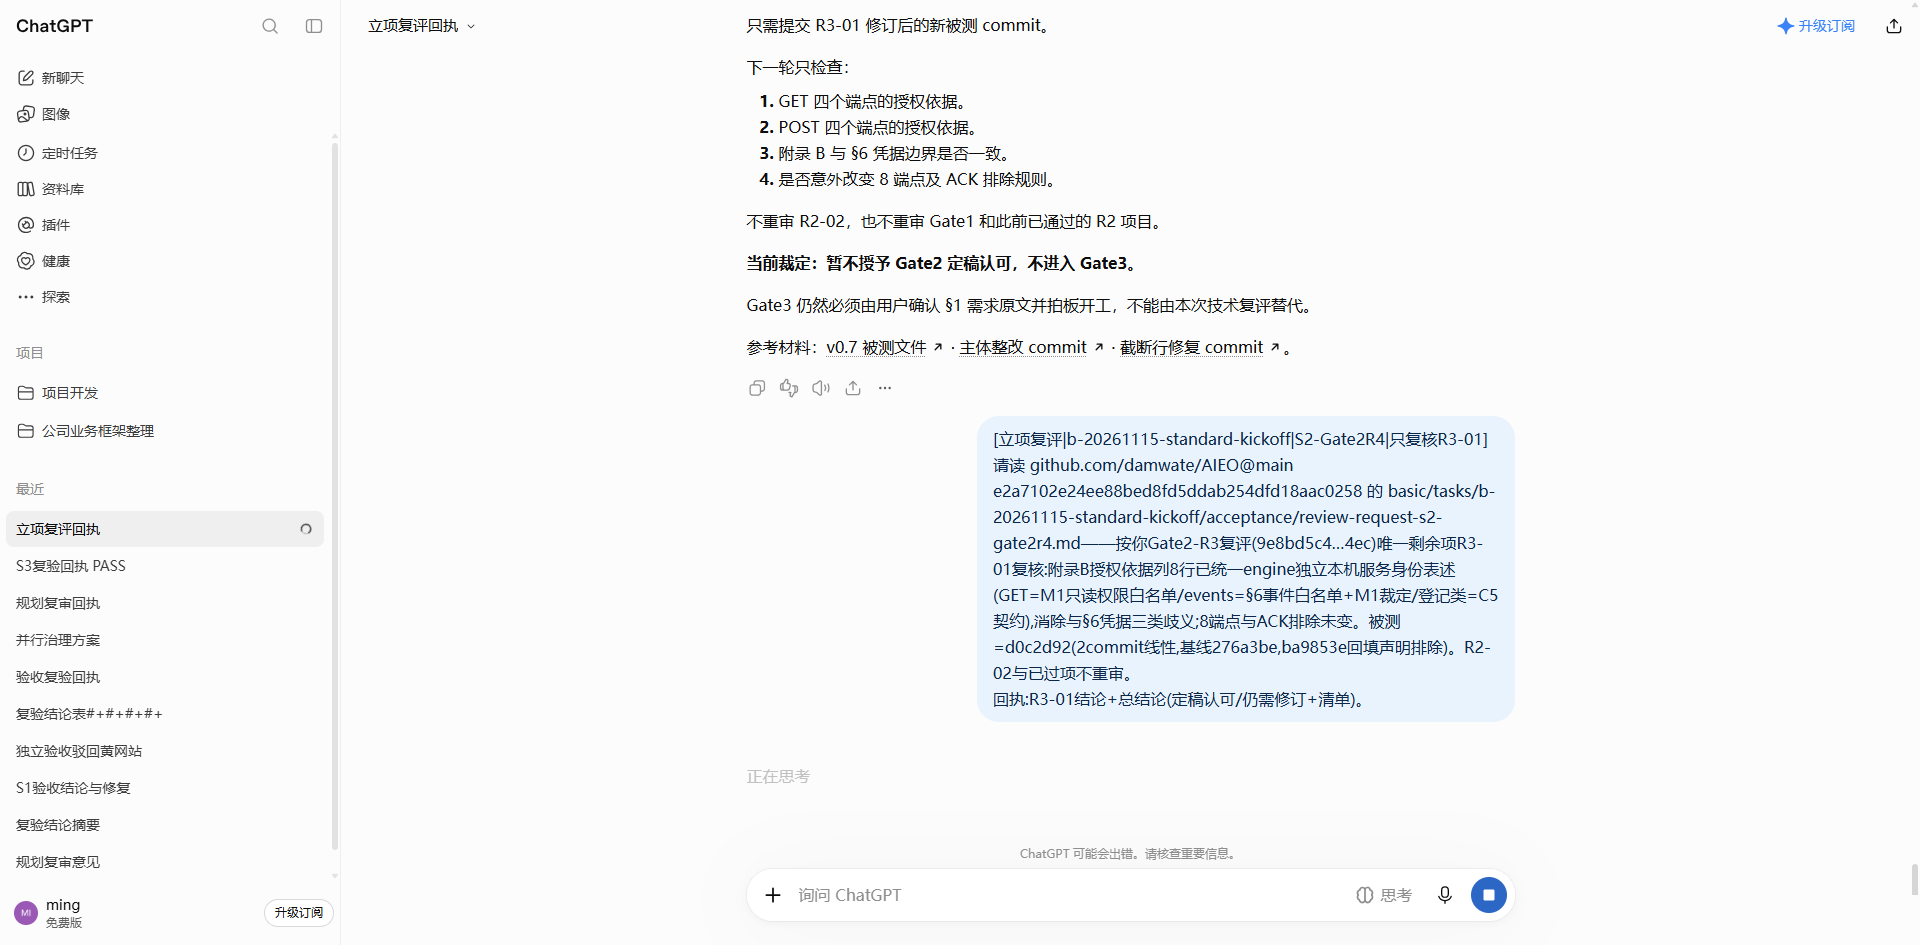 ChatGPT
新聊天
图像
定时任务
资料库
插件
健康
探索
项目
项目开发
公司业务框架整理
最近
立项复评回执
S3复验回执 PASS
规划复审回执
并行治理方案
验收复验回执
复验结论表#+#+#+#+
独立验收驳回黄网站
S1验收结论与修复
复验结论摘要
规划复审意见
MI
ming
免费版
升级订阅
立项复评回执
升级订阅
只需提交 R3-01 修订后的新被测 commit。
下一轮只检查：
1. GET 四个端点的授权依据。
2. POST 四个端点的授权依据。
3. 附录 B 与 §6 凭据边界是否一致。
4. 是否意外改变 8 端点及 ACK 排除规则。
不重审 R2-02，也不重审 Gate1 和此前已通过的 R2 项目。
当前裁定：暂不授予 Gate2 定稿认可，不进入 Gate3。
Gate3 仍然必须由用户确认 §1 需求原文并拍板开工，不能由本次技术复评替代。
参考材料：v0.7 被测文件 ↗ · 主体整改 commit ↗ · 截断行修复 commit ↗ 。
[立项复评|b-20261115-standard-kickoff|S2-Gate2R4|只复核R3-01]
请读 github.com/damwate/AIEO@main
e2a7102e24ee88bed8fd5ddab254dfd18aac0258 的 basic/tasks/b-
20261115-standard-kickoff/acceptance/review-request-s2-
gate2r4.md——按你Gate2-R3复评(9e8bd5c4...4ec)唯一剩余项R3-
01复核:附录B授权依据列8行已统一engine独立本机服务身份表述
(GET=M1只读权限白名单/events=§6事件白名单+M1裁定/登记类=C5
契约),消除与§6凭据三类歧义;8端点与ACK排除未变。被测
=d0c2d92(2commit线性,基线276a3be,ba9853e回填声明排除)。R2-
02与已过项不重审。
回执:R3-01结论+总结论(定稿认可/仍需修订+清单)。
正在思考
ChatGPT 可能会出错。请核查重要信息。
询问 ChatGPT
思考